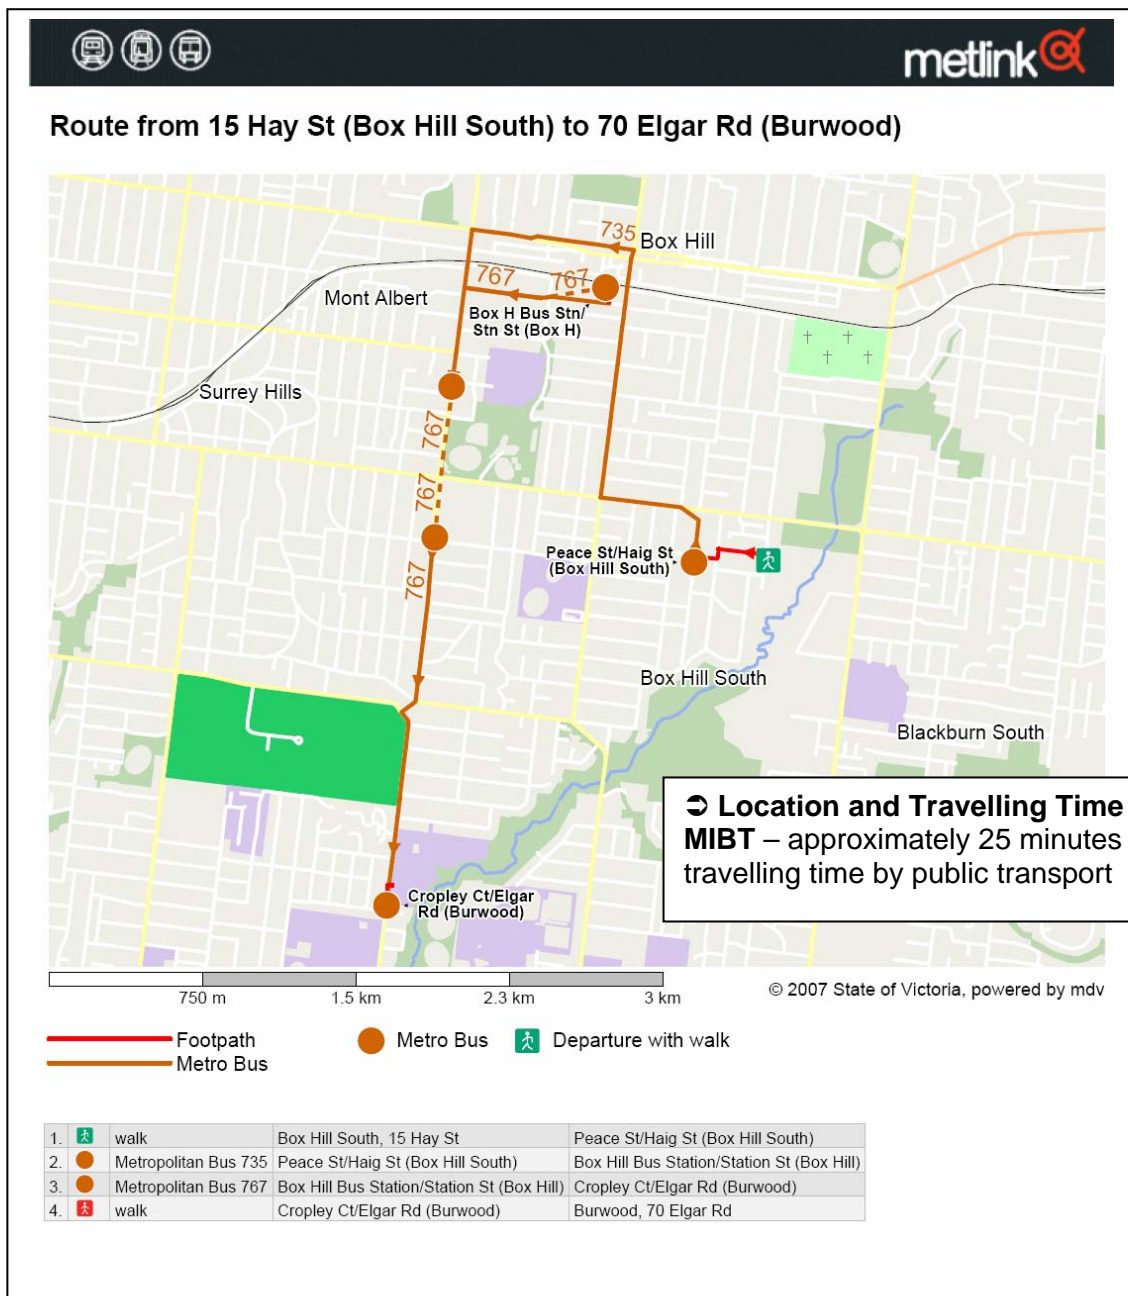 metlink
Route from 15 Hay St (Box Hill South) to 70 Elgar Rd (Burwood)
735
Box Hill
767
767
Mont Albert
Box H Bus Stn/
Stn St (Box H)
Surrey Hills
767
767
Peace St/Haig St
(Box Hill South)
767
Box Hill South
Blackburn South
➲ Location and Travelling Time
MIBT – approximately 25 minutes
travelling time by public transport
Cropley Ct/Elgar
Rd (Burwood)
750 m 1.5 km 2.3 km 3 km
© 2007 State of Victoria, powered by mdv
Footpath Metro Bus Departure with walk
Metro Bus
1. walk Box Hill South, 15 Hay St Peace St/Haig St (Box Hill South)
2. Metropolitan Bus 735 Peace St/Haig St (Box Hill South) Box Hill Bus Station/Station St (Box Hill)
3. Metropolitan Bus 767 Box Hill Bus Station/Station St (Box Hill) Cropley Ct/Elgar Rd (Burwood)
4. walk Cropley Ct/Elgar Rd (Burwood) Burwood, 70 Elgar Rd